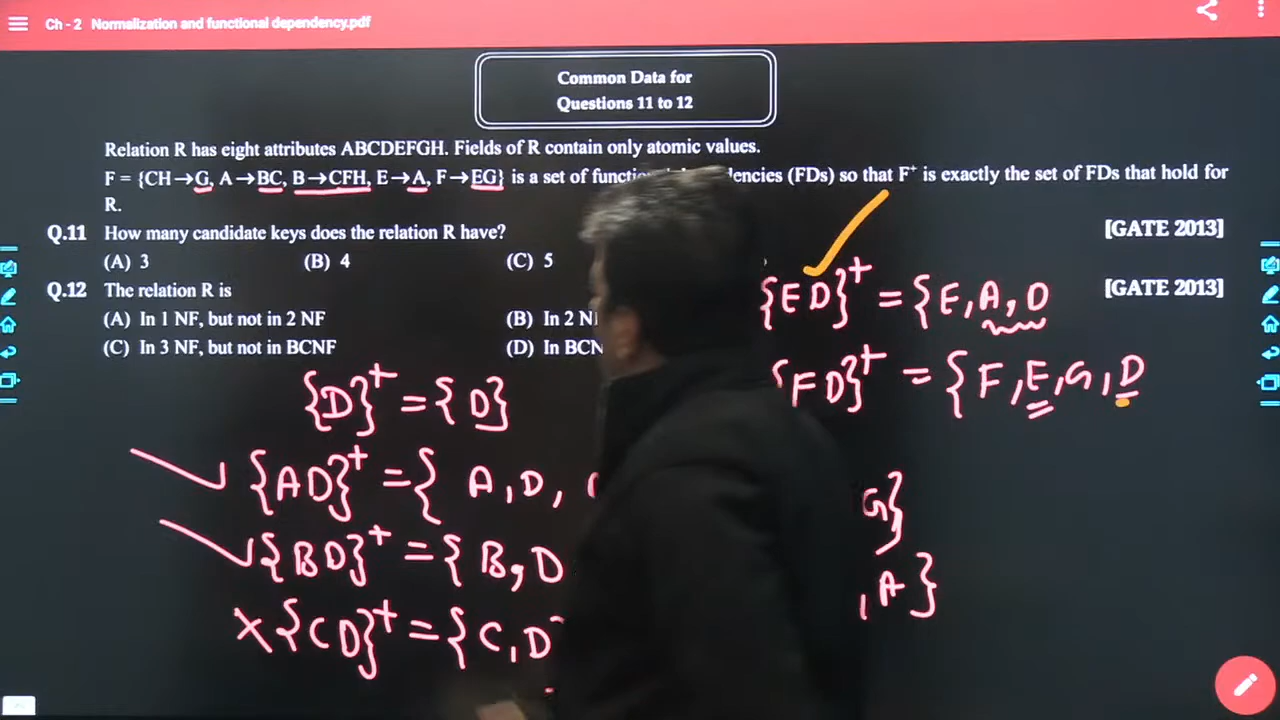 Ch - 2 Normalization and functional dependency.pdf
Common Data for
Questions 11 to 12
Relation R has eight attributes ABCDEFGH. Fields of R contain only atomic values.
F = {CH→G, A→BC, B→CFH, E→A, F→EG} is a set of dencies (FDs) so that F⁺ is exactly the set of FDs that hold for
R.
Q.11 How many candidate keys does the relation R have? [GATE 2013]
(A) 3 (B) 4 (C) 5
Q.12 The relation R is [GATE 2013]
(A) In 1 NF, but not in 2 NF (B) In 2
(C) In 3 NF, but not in BCNF (D) In
{ED}⁺ = {E, A, D
FD}⁺ = {F, E, G, D
{D}⁺ = {D}
{AD}⁺ = { A, D, G}
{BD}⁺ = {B, D , A }
× {CD}⁺ = {C, D